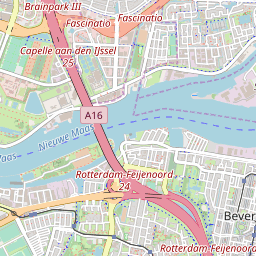 Brainpark III
Fascinatio
Fascinatio
Capelle aan den IJssel
25
A16
Nieuwe Maas
Maas
Rotterdam-Feijenoord
24
Bever
Rotterdam-Feijenoord